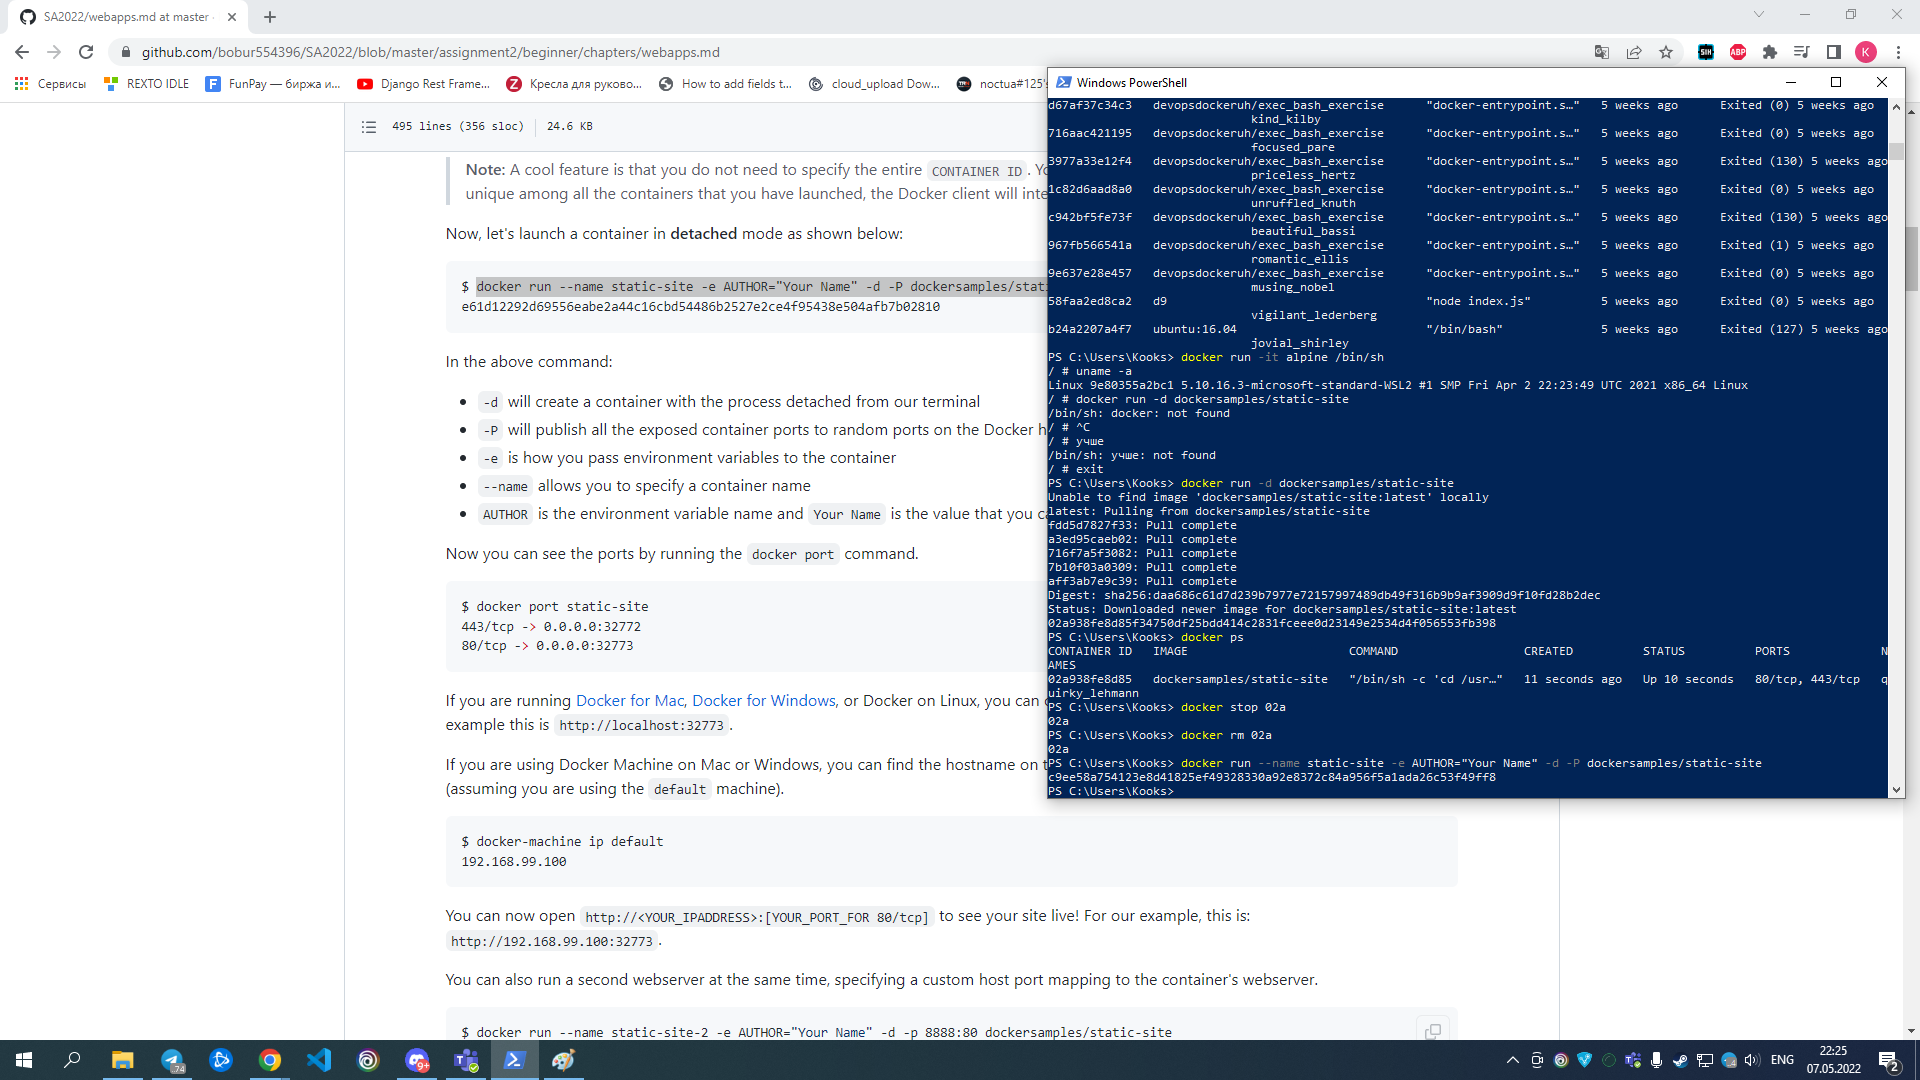 SA2022/webapps.md at master
github.com/bobur554396/SA2022/blob/master/assignment2/beginner/chapters/webapps.md
K
Сервисы
REXTO IDLE
FunPay — биржа и...
Django Rest Frame...
Кресла для руково...
How to add fields t...
cloud_upload Dow...
noctua#125's
495 lines (356 sloc)
24.6 KB
Note: A cool feature is that you do not need to specify the entire CONTAINER ID. Yo
unique among all the containers that you have launched, the Docker client will inte
Now, let's launch a container in detached mode as shown below:
$ docker run --name static-site -e AUTHOR="Your Name" -d -P dockersamples/stati
e61d12292d69556eabe2a44c16cbd54486b2527e2ce4f95438e504afb7b02810
In the above command:
-d will create a container with the process detached from our terminal
-P will publish all the exposed container ports to random ports on the Docker h
-e is how you pass environment variables to the container
--name allows you to specify a container name
AUTHOR is the environment variable name and Your Name is the value that you ca
Now you can see the ports by running the docker port command.
$ docker port static-site
443/tcp -> 0.0.0.0:32772
80/tcp -> 0.0.0.0:32773
If you are running Docker for Mac, Docker for Windows, or Docker on Linux, you can
example this is http://localhost:32773.
If you are using Docker Machine on Mac or Windows, you can find the hostname on t
(assuming you are using the default machine).
$ docker-machine ip default
192.168.99.100
You can now open http://<YOUR_IPADDRESS>:[YOUR_PORT_FOR 80/tcp] to see your site live! For our example, this is:
http://192.168.99.100:32773.
You can also run a second webserver at the same time, specifying a custom host port mapping to the container's webserver.
$ docker run --name static-site-2 -e AUTHOR="Your Name" -d -p 8888:80 dockersamples/static-site
Windows PowerShell
d67af37c34c3 devopsdockeruh/exec_bash_exercise "docker-entrypoint.s…" 5 weeks ago Exited (0) 5 weeks ago
kind_kilby
716aac421195 devopsdockeruh/exec_bash_exercise "docker-entrypoint.s…" 5 weeks ago Exited (0) 5 weeks ago
focused_pare
3977a33e12f4 devopsdockeruh/exec_bash_exercise "docker-entrypoint.s…" 5 weeks ago Exited (130) 5 weeks ago
priceless_hertz
1c82d6aad8a0 devopsdockeruh/exec_bash_exercise "docker-entrypoint.s…" 5 weeks ago Exited (0) 5 weeks ago
unruffled_knuth
c942bf5fe73f devopsdockeruh/exec_bash_exercise "docker-entrypoint.s…" 5 weeks ago Exited (130) 5 weeks ago
beautiful_bassi
967fb566541a devopsdockeruh/exec_bash_exercise "docker-entrypoint.s…" 5 weeks ago Exited (1) 5 weeks ago
romantic_ellis
9e637e28e457 devopsdockeruh/exec_bash_exercise "docker-entrypoint.s…" 5 weeks ago Exited (0) 5 weeks ago
musing_nobel
58faa2ed8ca2 d9 "node index.js" 5 weeks ago Exited (0) 5 weeks ago
vigilant_lederberg
b24a2207a4f7 ubuntu:16.04 "/bin/bash" 5 weeks ago Exited (127) 5 weeks ago
jovial_shirley
PS C:\Users\Kooks> docker run -it alpine /bin/sh
/ # uname -a
Linux 9e80355a2bc1 5.10.16.3-microsoft-standard-WSL2 #1 SMP Fri Apr 2 22:23:49 UTC 2021 x86_64 Linux
/ # docker run -d dockersamples/static-site
/bin/sh: docker: not found
/ # ^C
/ # учше
/bin/sh: учше: not found
/ # exit
PS C:\Users\Kooks> docker run -d dockersamples/static-site
Unable to find image 'dockersamples/static-site:latest' locally
latest: Pulling from dockersamples/static-site
fdd5d7827f33: Pull complete
a3ed95caeb02: Pull complete
716f7a5f3082: Pull complete
7b10f03a0309: Pull complete
aff3ab7e9c39: Pull complete
Digest: sha256:daa686c61d7d239b7977e72157997489db49f316b9b9af3909d9f10fd28b2dec
Status: Downloaded newer image for dockersamples/static-site:latest
02a938fe8d85f34750df25bdd414c2831fceee0d23149e2534d4f056553fb398
PS C:\Users\Kooks> docker ps
CONTAINER ID IMAGE COMMAND CREATED STATUS PORTS N
AMES
02a938fe8d85 dockersamples/static-site "/bin/sh -c 'cd /usr…" 11 seconds ago Up 10 seconds 80/tcp, 443/tcp q
uirky_lehmann
PS C:\Users\Kooks> docker stop 02a
02a
PS C:\Users\Kooks> docker rm 02a
02a
PS C:\Users\Kooks> docker run --name static-site -e AUTHOR="Your Name" -d -P dockersamples/static-site
c9ee58a754123e8d41825ef49328330a92e8372c84a956f5a1ada26c53f49ff8
PS C:\Users\Kooks>
ENG
22:25
07.05.2022
2